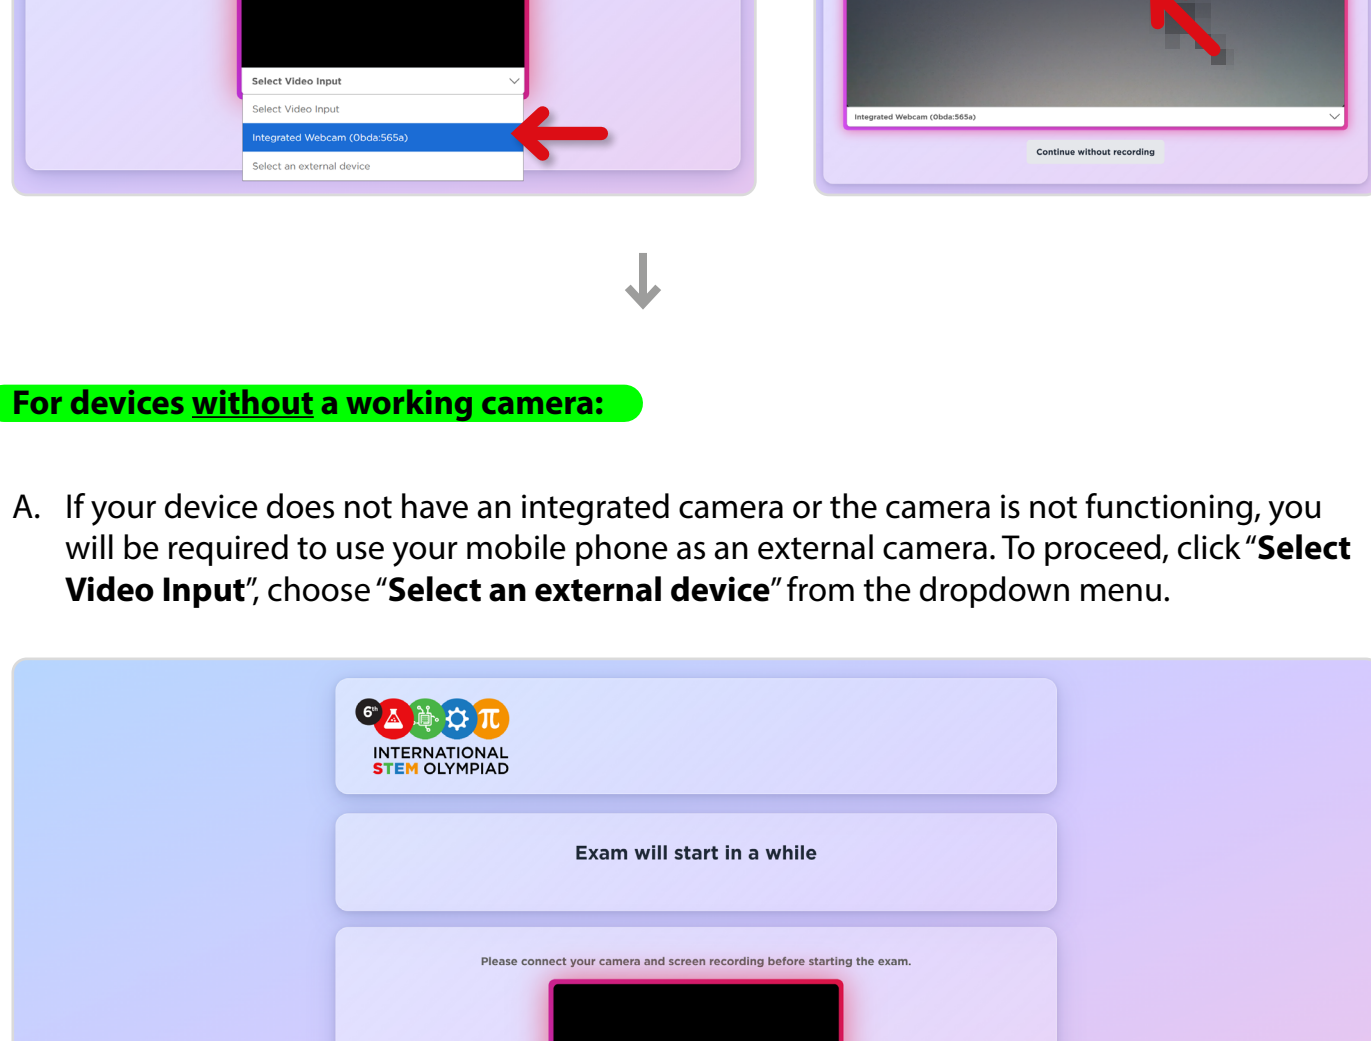 Select Video Input
Select Video Input
Integrated Webcam (0bda:565a)
Select an external device
Integrated Webcam (0bda:565a)
Continue without recording
For devices without a working camera:
A. If your device does not have an integrated camera or the camera is not functioning, you
will be required to use your mobile phone as an external camera. To proceed, click “Select
Video Input”, choose “Select an external device” from the dropdown menu.
6th
π
INTERNATIONAL
STEM OLYMPIAD
Exam will start in a while
Please connect your camera and screen recording before starting the exam.